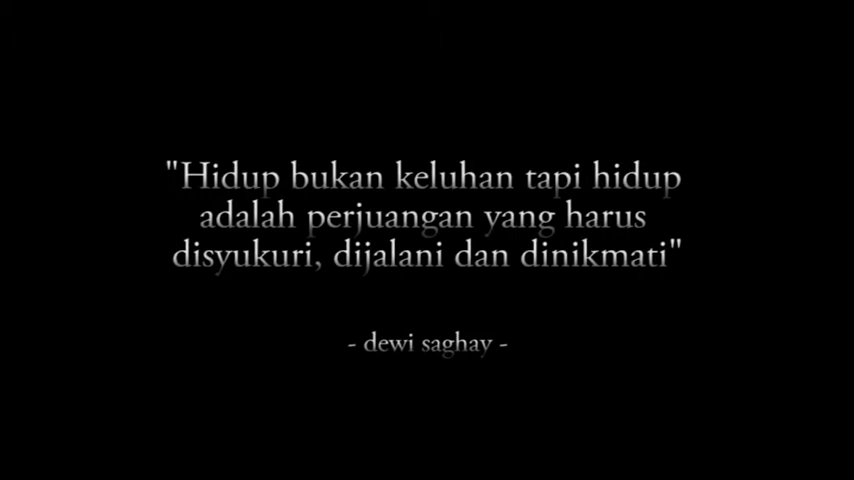 "Hidup bukan keluhan tapi hidup
adalah perjuangan yang harus
disyukuri, dijalani dan dinikmati"
- dewi saghay -